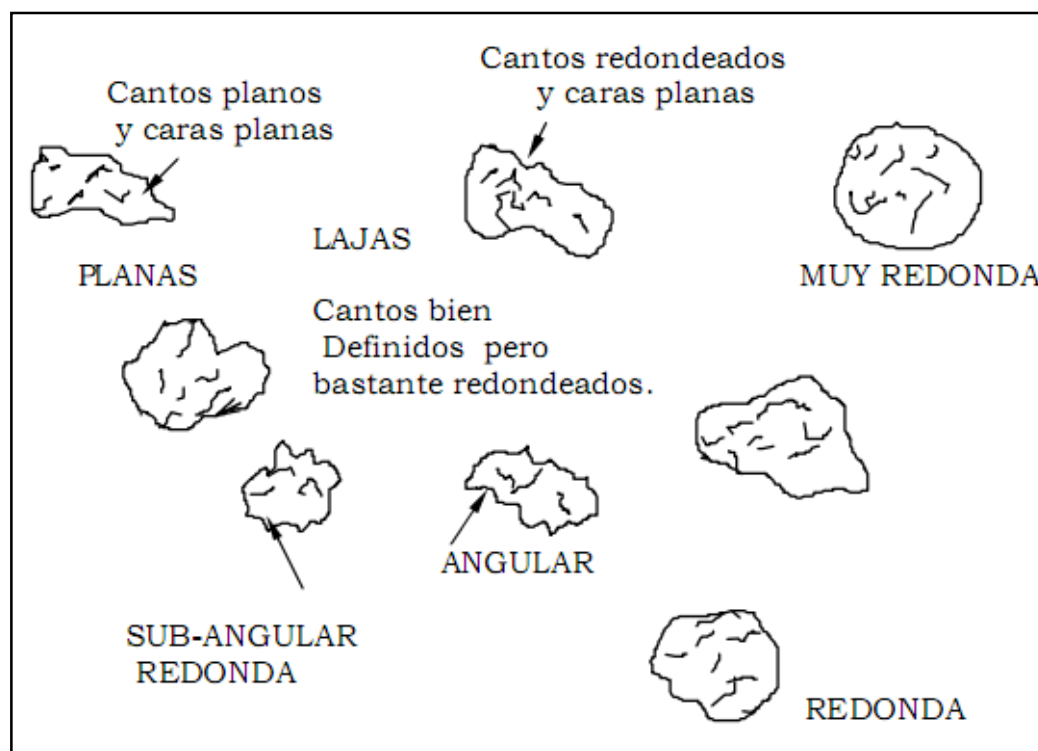 Cantos redondeados
y caras planas
Cantos planos
y caras planas
LAJAS
PLANAS
MUY REDONDA
Cantos bien
Definidos pero
bastante redondeados.
ANGULAR
SUB-ANGULAR
REDONDA
REDONDA